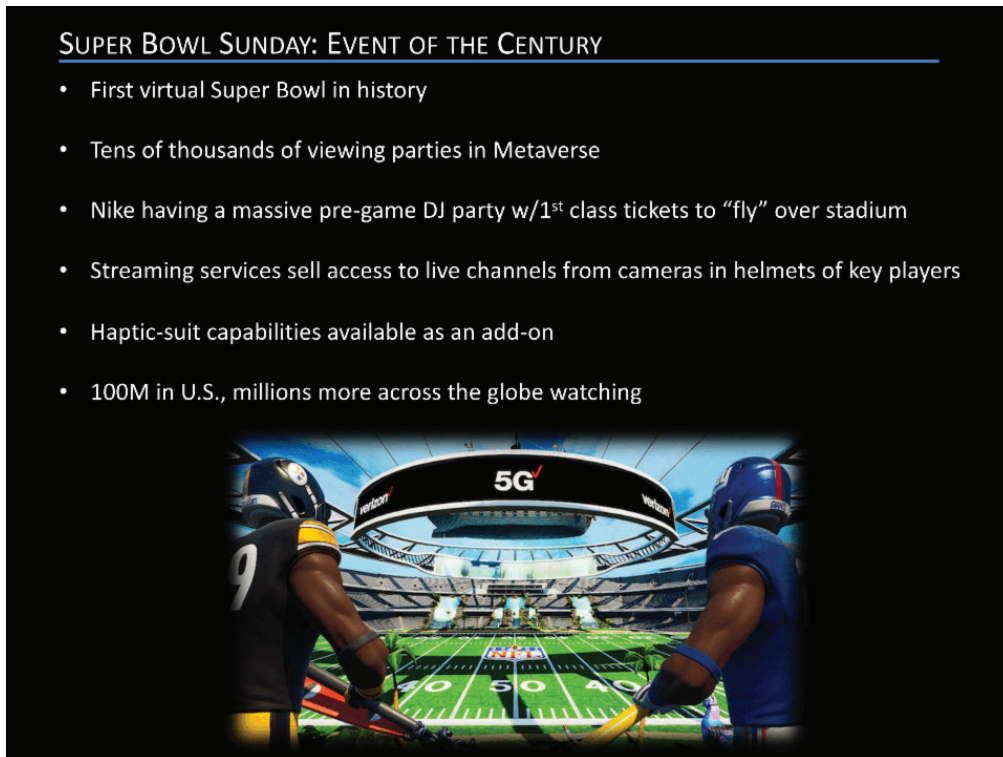 SUPER BOWL SUNDAY: EVENT OF THE CENTURY
• First virtual Super Bowl in history
• Tens of thousands of viewing parties in Metaverse
• Nike having a massive pre-game DJ party w/1st class tickets to “fly” over stadium
• Streaming services sell access to live channels from cameras in helmets of key players
• Haptic-suit capabilities available as an add-on
• 100M in U.S., millions more across the globe watching
5G
verizon
verizon
GIANTS
9
NFL
40 50 40